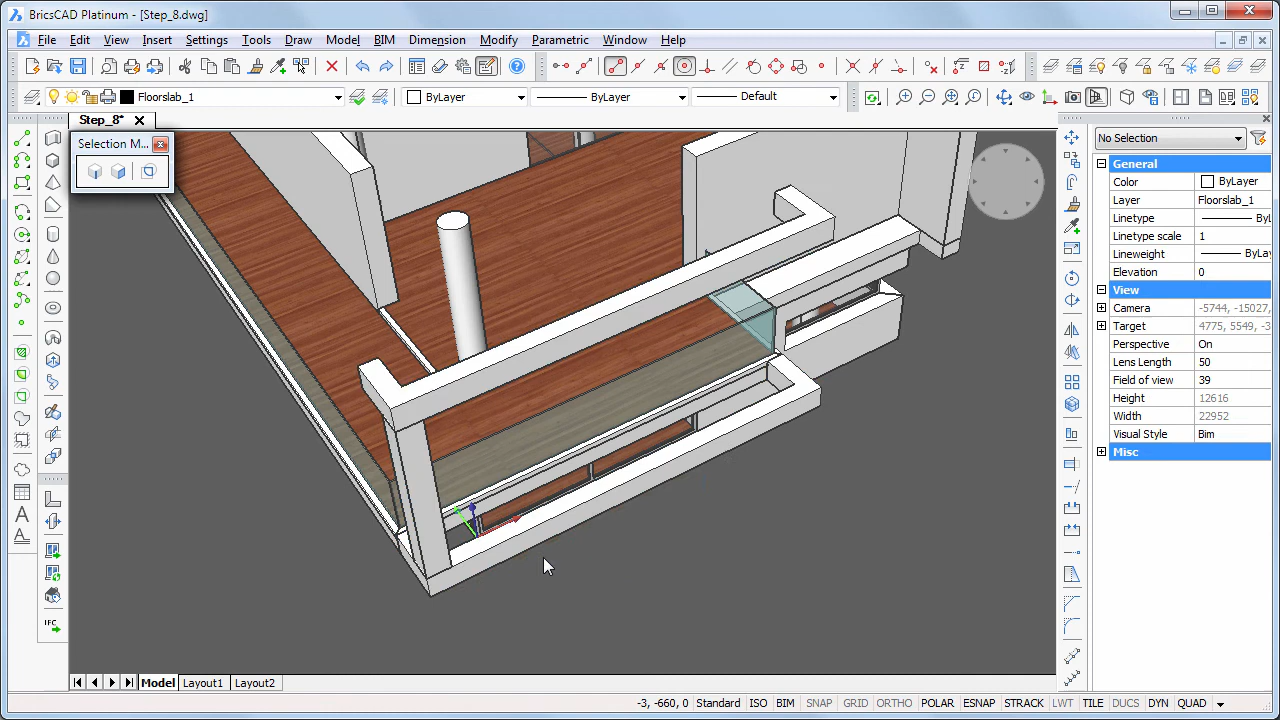 BricsCAD Platinum - [Step_8.dwg]
File Edit View Insert Settings Tools Draw Model BIM Dimension Modify Parametric Window Help
Floorslab_1 ByLayer ByLayer Default
Step_8*
Selection M...
No Selection
General
Color ByLayer
Layer Floorslab_1
Linetype ByL
Linetype scale 1
Lineweight ByLay
Elevation 0
View
Camera -5744, -15027,
Target 4775, 5549, -3
Perspective On
Lens Length 50
Field of view 39
Height 12616
Width 22952
Visual Style Bim
Misc
IFC
Model Layout1 Layout2
-3, -660, 0 Standard ISO BIM SNAP GRID ORTHO POLAR ESNAP STRACK LWT TILE DUCS DYN QUAD